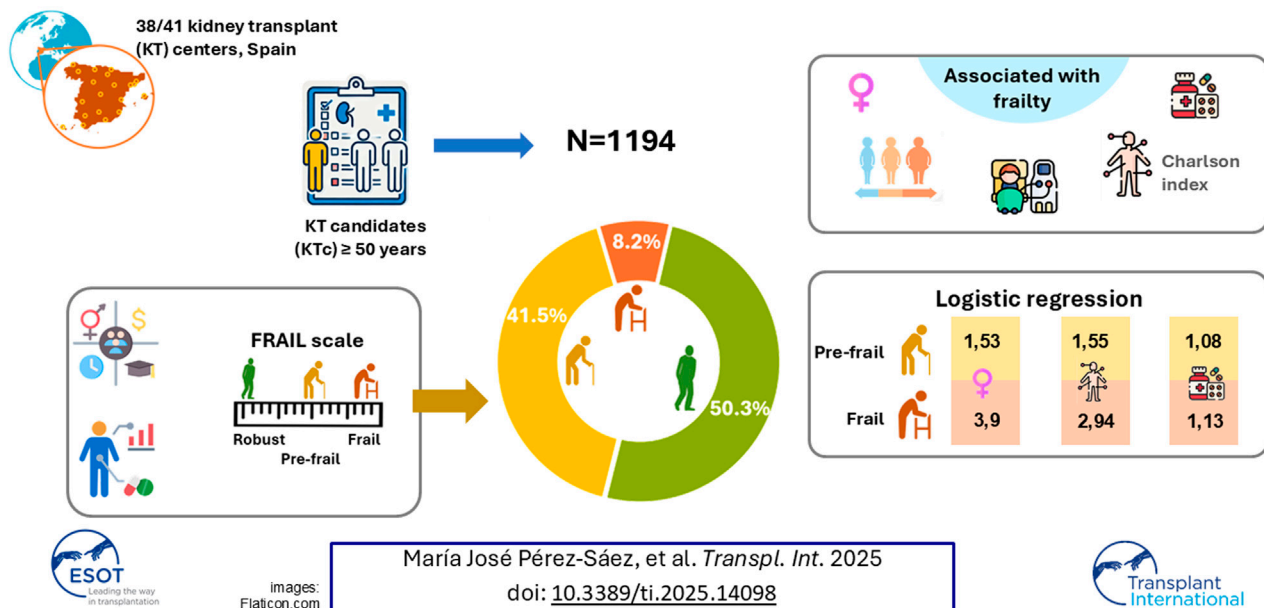 38/41 kidney transplant
(KT) centers, Spain
N=1194
KT candidates
(KTc) ≥ 50 years
Associated with
frailty
Charlson
index
FRAIL scale
Robust
Frail
Pre-frail
8.2%
41.5%
50.3%
Logistic regression
Pre-frail
1,53
1,55
1,08
Frail
3,9
2,94
1,13
ESOT
Leading the way
in transplantation
images:
Flaticon.com
María José Pérez-Sáez, et al. Transpl. Int. 2025
doi: 10.3389/ti.2025.14098
Transplant
International